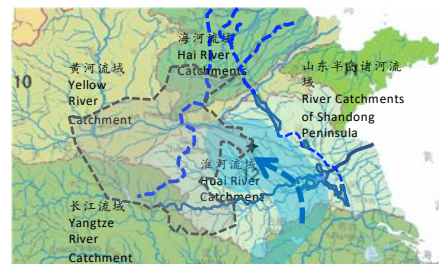 海河流域
Hai River
Catchments
黄河流域
Yellow
River
Catchment
山东半岛诸河流
域
River Catchments
of Shandong
Peninsula
10
淮河流域
Huai River
Catchment
长江流域
Yangtze
River
Catchment